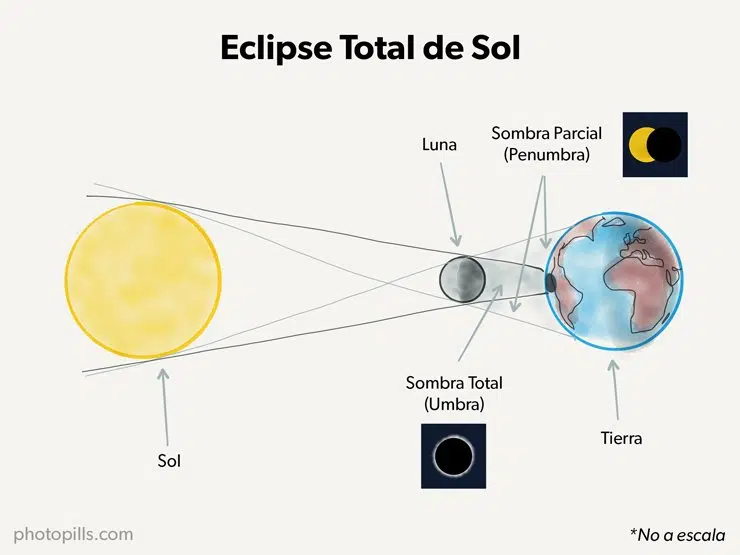 Eclipse Total de Sol
Luna
Sombra Parcial
(Penumbra)
Sombra Total
(Umbra)
Sol
Tierra
photopills.com
*No a escala